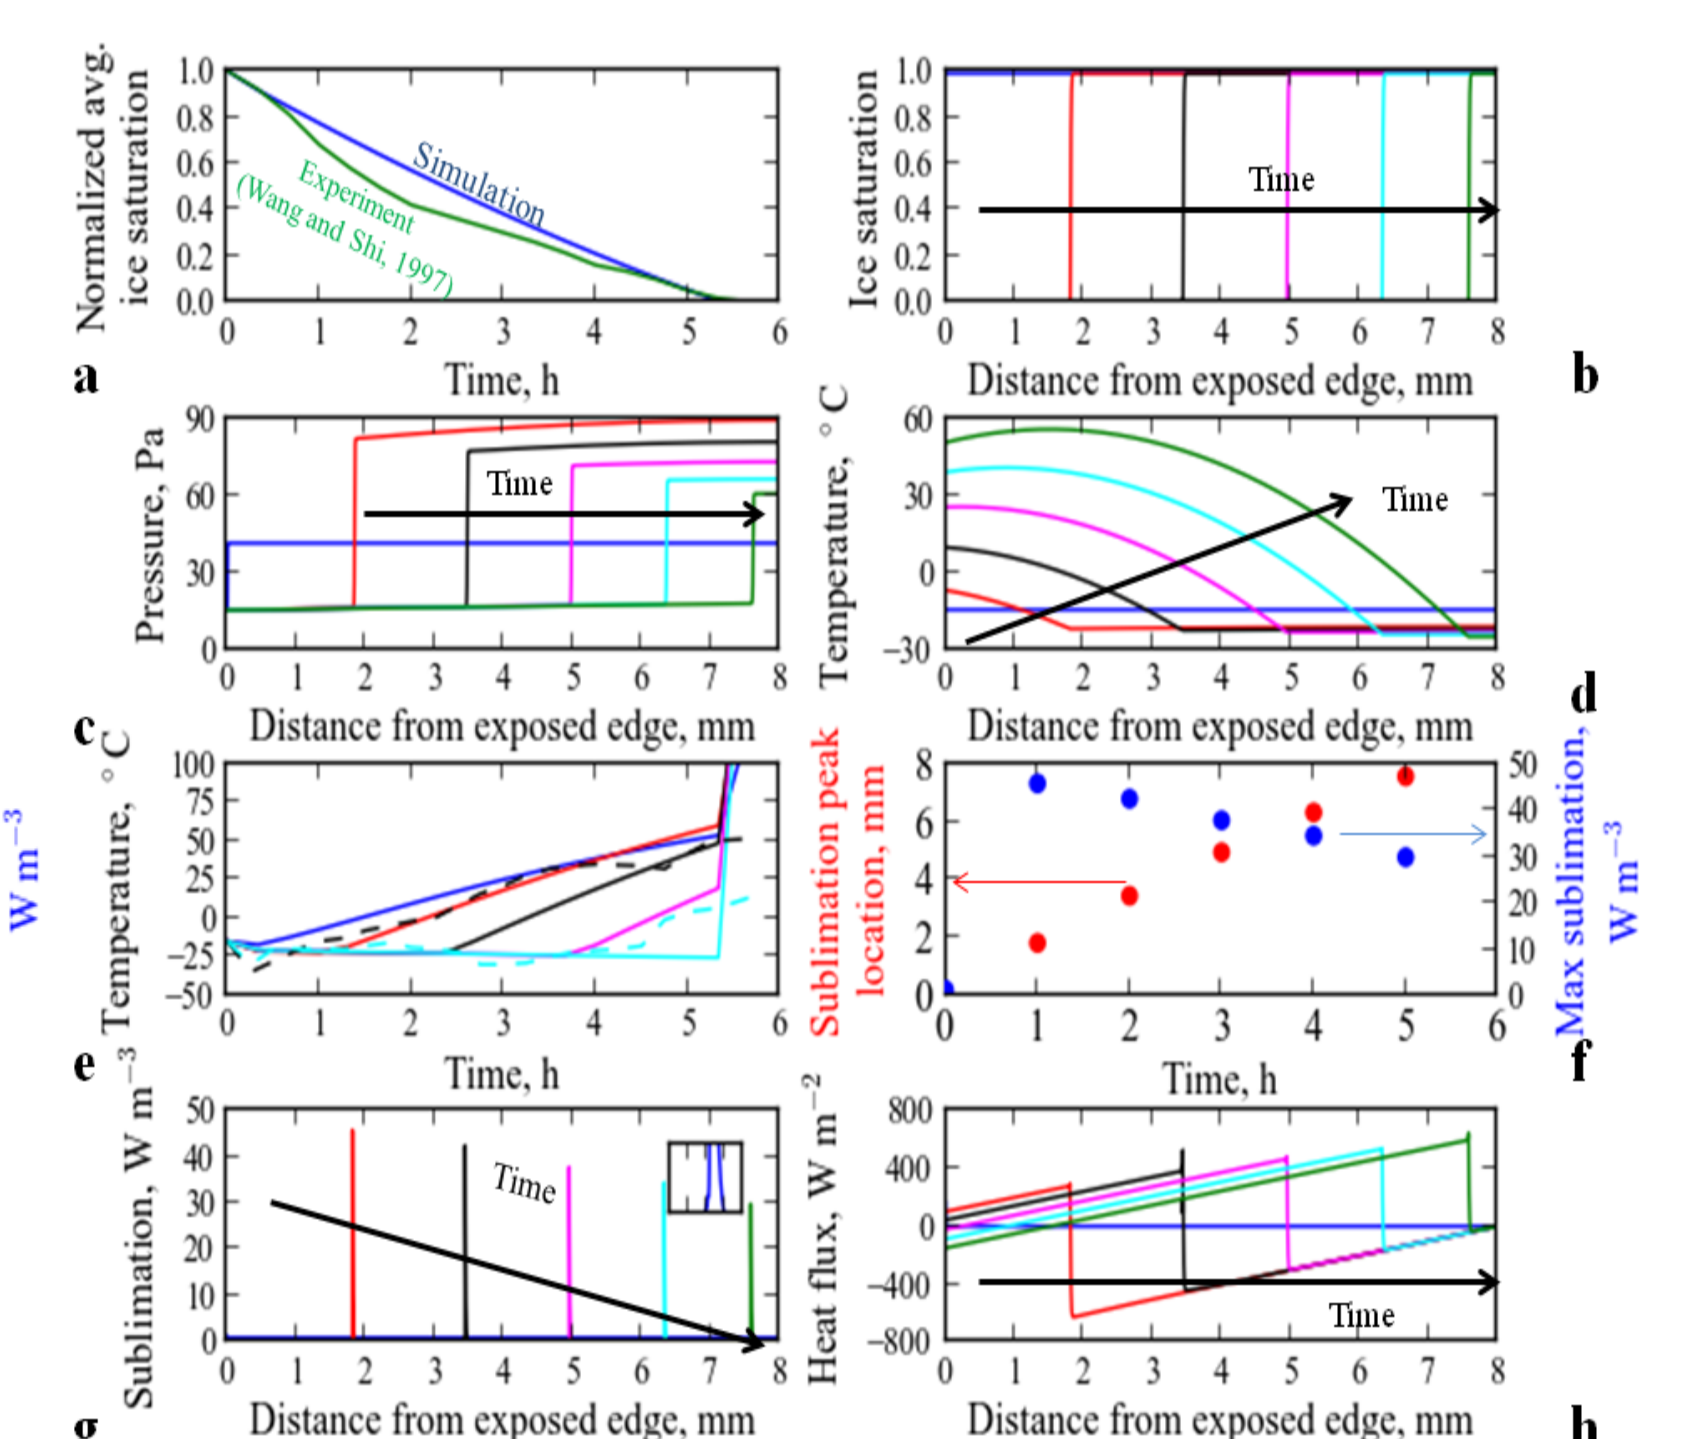 Normalized avg.
ice saturation
1.0
0.8
0.6
0.4
0.2
0.0
Simulation
Experiment
(Wang and Shi, 1997)
0 1 2 3 4 5 6
Time, h
a
Ice saturation
1.0
0.8
0.6
0.4
0.2
0.0
Time
0 1 2 3 4 5 6 7 8
Distance from exposed edge, mm
b
Pressure, Pa
90
60
30
0
Time
0 1 2 3 4 5 6 7 8
Distance from exposed edge, mm
c
Temperature, °C
60
30
0
−30
Time
0 1 2 3 4 5 6 7 8
Distance from exposed edge, mm
d
W m−3
Temperature, °C
100
75
50
25
0
−25
−50
0 1 2 3 4 5 6
Time, h
e
Sublimation peak
location, mm
8
6
4
2
0
50
40
30
20
10
0
Max sublimation,
W m−3
0 1 2 3 4 5 6
Time, h
f
Sublimation, W m−3
50
40
30
20
10
0
Time
0 1 2 3 4 5 6 7 8
Distance from exposed edge, mm
g
Heat flux, W m−2
800
400
0
−400
−800
Time
0 1 2 3 4 5 6 7 8
Distance from exposed edge, mm
h